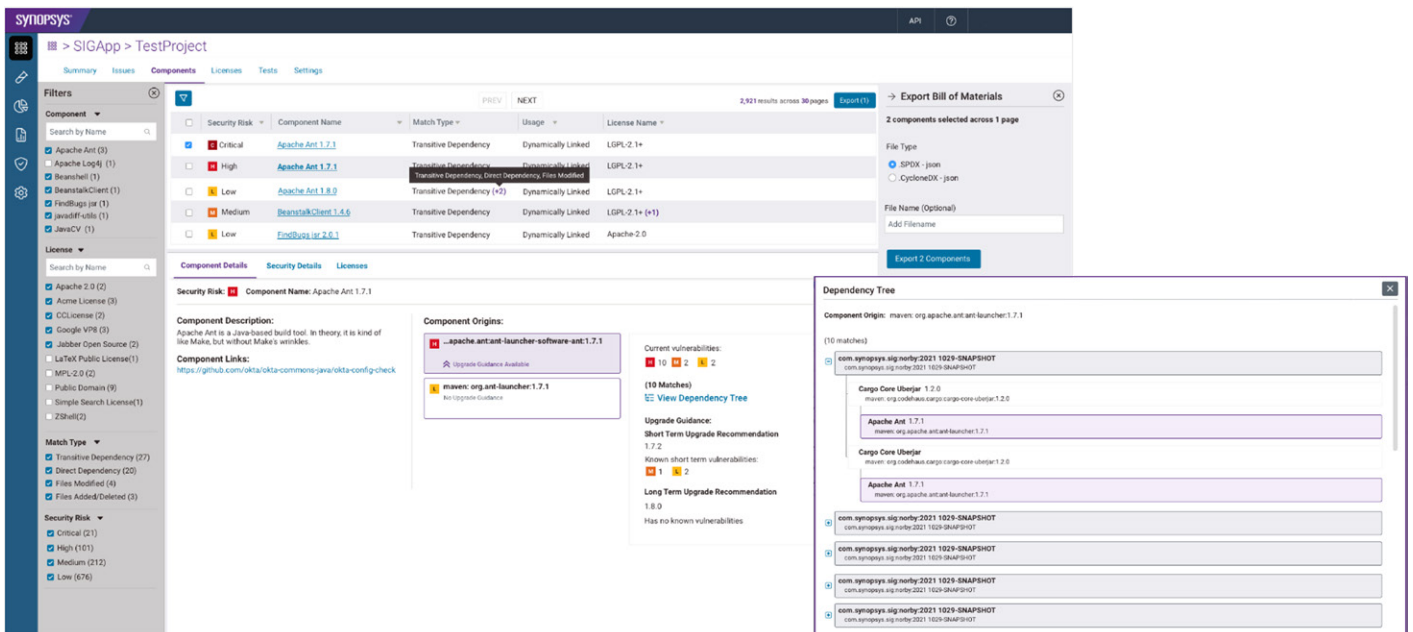 SYNOPSYS®
API
> SIGApp > TestProject
Summary Issues Components Licenses Tests Settings
Filters
Component
Search by Name
Apache Ant (3)
Apache Log4j (1)
Beanshell (1)
BeanstalkClient (1)
FindBugs jsr (1)
javadiff-utils (1)
JavaCV (1)
License
Search by Name
Apache 2.0 (2)
Acme License (3)
CCLicense (2)
Google VP8 (3)
Jabber Open Source (2)
LaTeX Public License(1)
MPL-2.0 (2)
Public Domain (9)
Simple Search License(1)
ZShell(2)
Match Type
Transitive Dependency (27)
Direct Dependency (20)
Files Modified (4)
Files Added/Deleted (3)
Security Risk
Critical (21)
High (101)
Medium (212)
Low (676)
PREV NEXT 2,921 results across 30 pages Export (1)
Security Risk Component Name Match Type Usage License Name
C Critical Apache Ant 1.7.1 Transitive Dependency Dynamically Linked LGPL-2.1+
H High Apache Ant 1.7.1 Transitive Dependency Dynamically Linked LGPL-2.1+
Transitive Dependency, Direct Dependency, Files Modified
L Low Apache Ant 1.8.0 Transitive Dependency (+2) Dynamically Linked LGPL-2.1+
M Medium BeanstalkClient 1.4.6 Transitive Dependency Dynamically Linked LGPL-2.1+ (+1)
L Low FindBugs jsr 2.0.1 Transitive Dependency Dynamically Linked Apache-2.0
Component Details Security Details Licenses
Security Risk: H Component Name: Apache Ant 1.7.1
Component Description:
Apache Ant is a Java-based build tool. In theory, it is kind of
like Make, but without Make's wrinkles.
Component Links:
https://github.com/okta/okta-commons-java/okta-config-check
Component Origins:
H ...apache.ant:ant-launcher-software-ant:1.7.1
Upgrade Guidance Available
L maven: org.ant-launcher:1.7.1
No Upgrade Guidance
Current vulnerabilities:
H 10 M 2 L 2
(10 Matches)
View Dependency Tree
Upgrade Guidance:
Short Term Upgrade Recommendation
1.7.2
Known short term vulnerabilities:
M 1 L 2
Long Term Upgrade Recommendation
1.8.0
Has no known vulnerabilities
→ Export Bill of Materials
2 components selected across 1 page
File Type
.SPDX - json
.CycloneDX - json
File Name (Optional)
Add Filename
Export 2 Components
Dependency Tree
Component Origin: maven: org.apache.ant:ant-launcher:1.7.1
(10 matches)
com.synopsys.sig:norby:2021 1029-SNAPSHOT
com.synopsys.sig:norby:2021 1029-SNAPSHOT
Cargo Core Uberjar 1.2.0
maven: org.codehaus.cargo:cargo-core-uberjar:1.2.0
Apache Ant 1.7.1
maven: org.apache.ant:ant-launcher:1.7.1
Cargo Core Uberjar
maven: org.codehaus.cargo:cargo-core-uberjar:1.2.0
Apache Ant 1.7.1
maven: org.apache.ant:ant-launcher:1.7.1
com.synopsys.sig:norby:2021 1029-SNAPSHOT
com.synopsys.sig:norby:2021 1029-SNAPSHOT
com.synopsys.sig:norby:2021 1029-SNAPSHOT
com.synopsys.sig:norby:2021 1029-SNAPSHOT
com.synopsys.sig:norby:2021 1029-SNAPSHOT
com.synopsys.sig:norby:2021 1029-SNAPSHOT
com.synopsys.sig:norby:2021 1029-SNAPSHOT
com.synopsys.sig:norby:2021 1029-SNAPSHOT